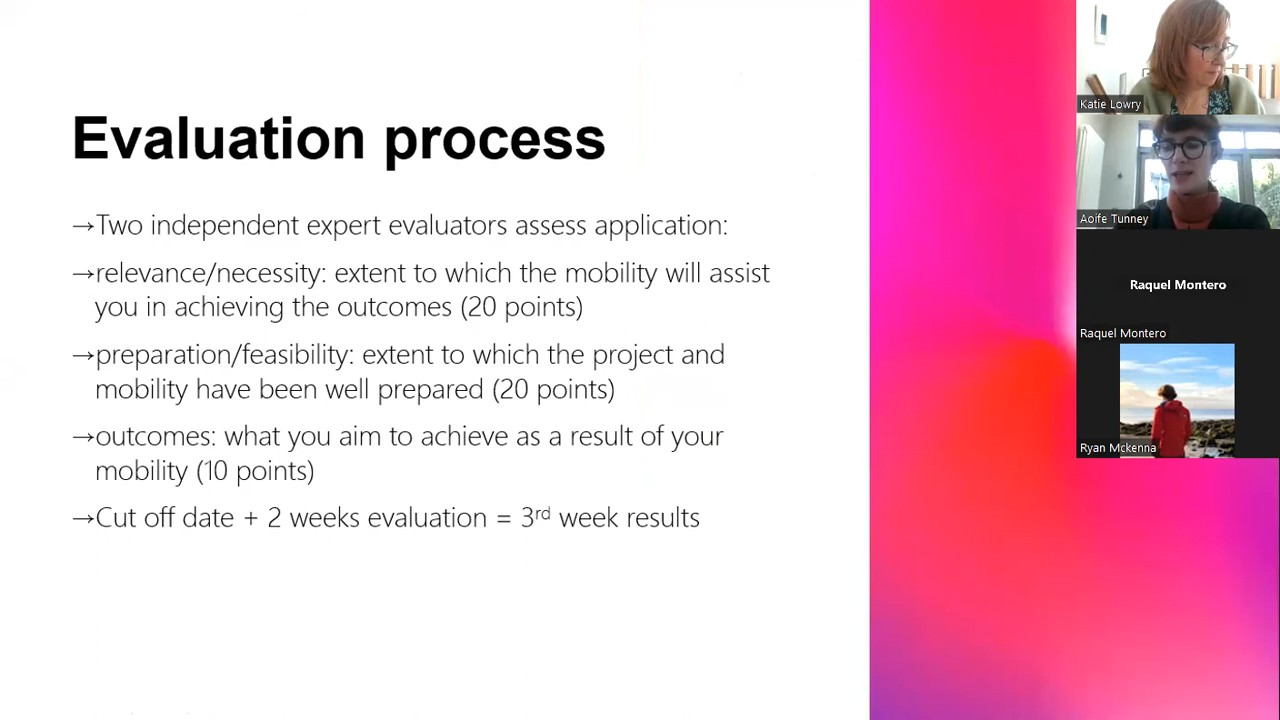 Evaluation process
→Two independent expert evaluators assess application:
→relevance/necessity: extent to which the mobility will assist
you in achieving the outcomes (20 points)
→preparation/feasibility: extent to which the project and
mobility have been well prepared (20 points)
→outcomes: what you aim to achieve as a result of your
mobility (10 points)
→Cut off date + 2 weeks evaluation = 3rd week results
Katie Lowry
Aoife Tunney
Raquel Montero
Raquel Montero
Ryan Mckenna